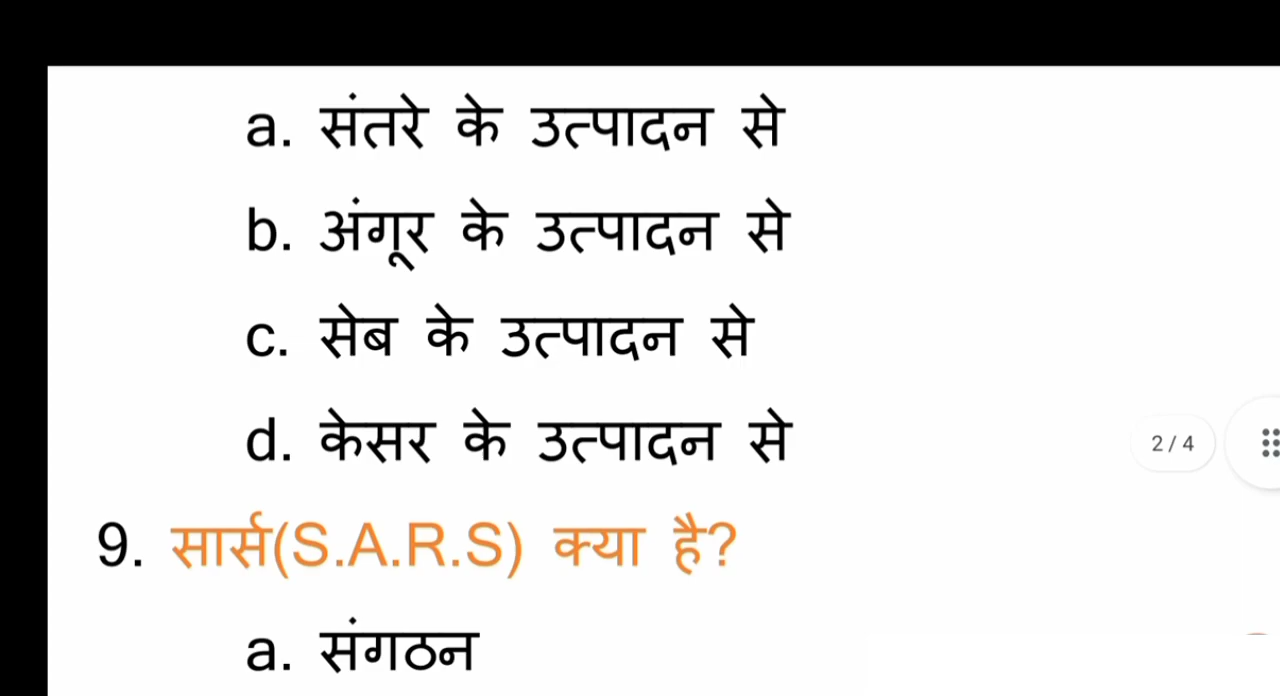 a. संतरे के उत्पादन से
b. अंगूर के उत्पादन से
c. सेब के उत्पादन से
d. केसर के उत्पादन से
2 / 4
9. सार्स(S.A.R.S) क्या है?
a. संगठन